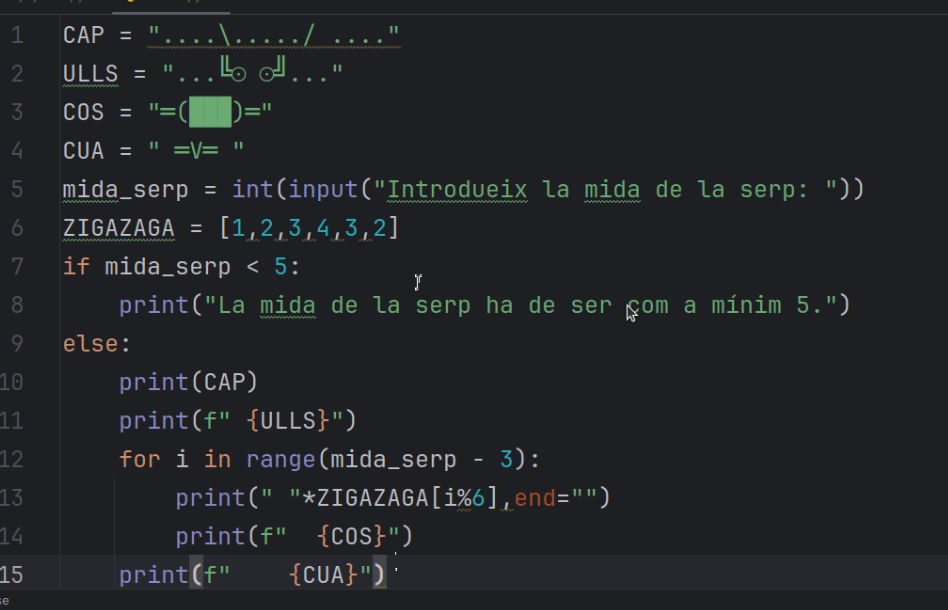 1 CAP = "....\...../ ...."
2 ULLS = "...╚⊙ ⊙╝..."
3 COS = "═(███)═"
4 CUA = " ═V═ "
5 mida_serp = int(input("Introdueix la mida de la serp: "))
6 ZIGAZAGA = [1,2,3,4,3,2]
7 if mida_serp < 5:
8     print("La mida de la serp ha de ser com a mínim 5.")
9 else:
10     print(CAP)
11     print(f" {ULLS}")
12     for i in range(mida_serp - 3):
13         print(" "*ZIGAZAGA[i%6],end="")
14         print(f"  {COS}")
15     print(f"    {CUA}")